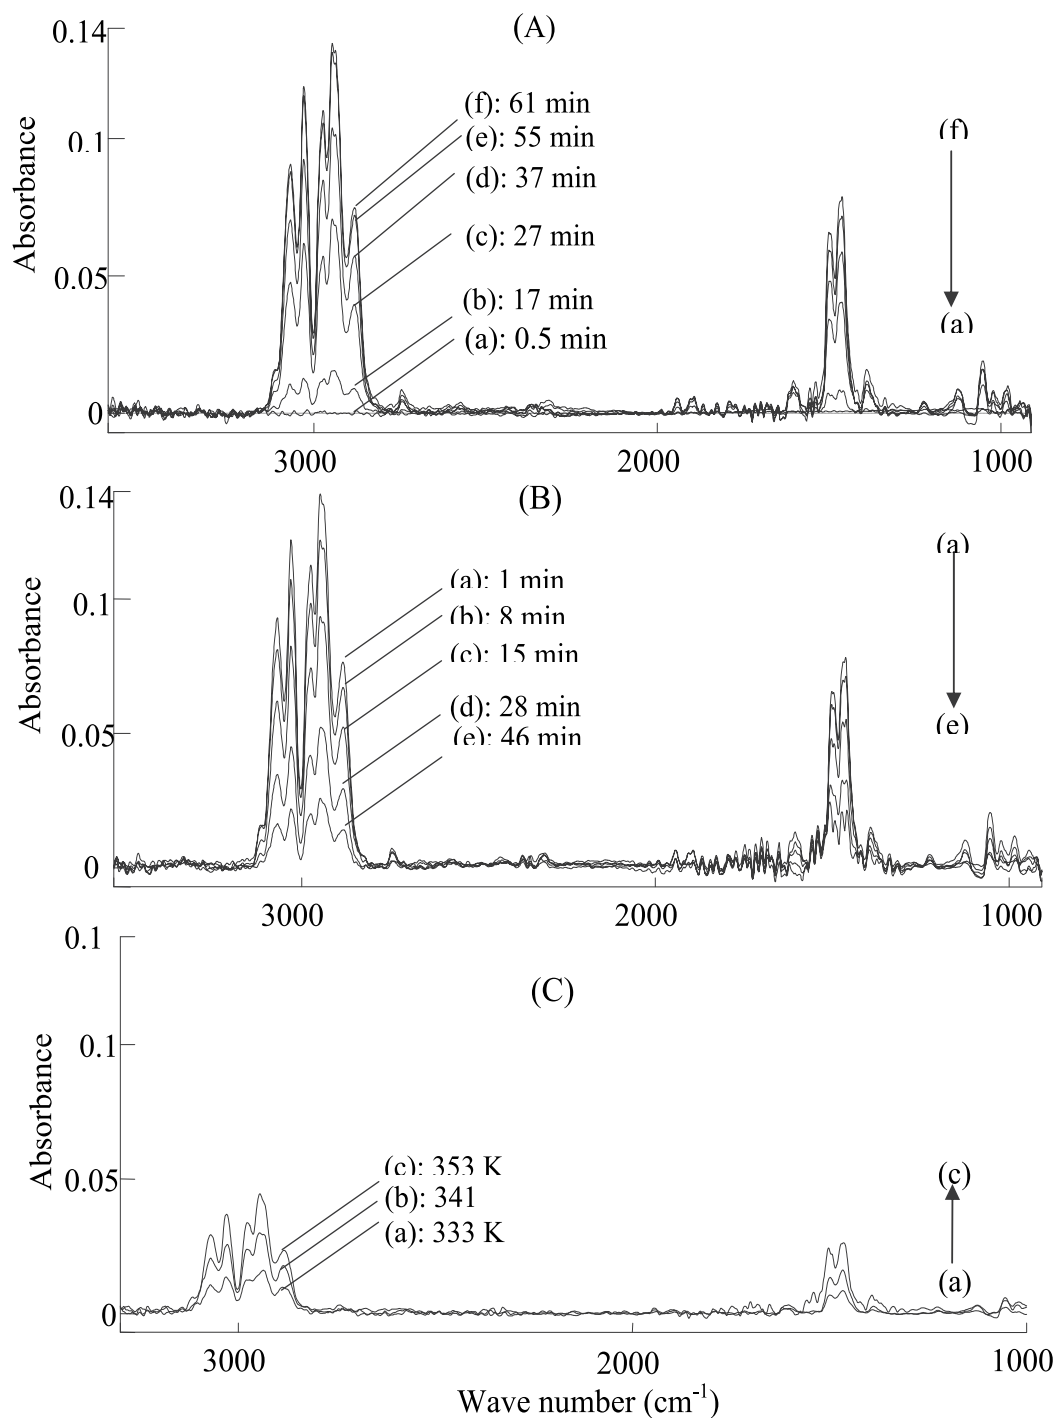 (A)
0.14
0.1
0.05
0
Absorbance
(f): 61 min
(e): 55 min
(d): 37 min
(c): 27 min
(b): 17 min
(a): 0.5 min
(f)
(a)
3000
2000
1000
(B)
0.14
0.1
0.05
0
Absorbance
(a): 1 min
(b): 8 min
(c): 15 min
(d): 28 min
(e): 46 min
(a)
(e)
3000
2000
1000
(C)
0.1
0.1
0.05
0
Absorbance
(c): 353 K
(b): 341
(a): 333 K
(c)
(a)
3000
2000
1000
Wave number (cm⁻¹)